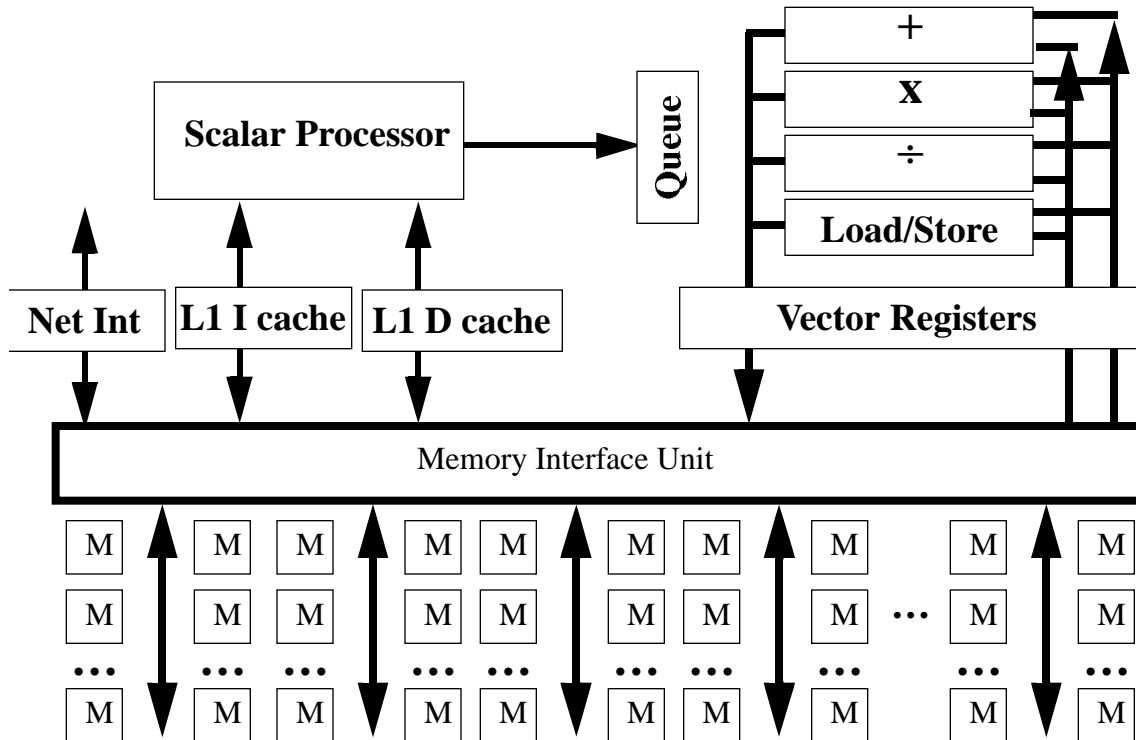 +
x
÷
Load/Store
Scalar Processor
Queue
Net Int
L1 I cache
L1 D cache
Vector Registers
Memory Interface Unit
M M M M M M M M M M
M M M M M M M M ... M M
... ... ... ... ... ... ... ... ... ...
M M M M M M M M M M